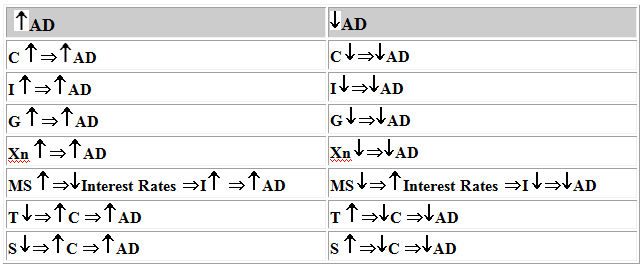 ↑AD ↓AD
C ↑⇒↑AD C↓⇒↓AD
I ↑⇒↑AD I↓⇒↓AD
G ↑⇒↑AD G↓⇒↓AD
Xn ↑⇒↑AD Xn↓⇒↓AD
MS ↑⇒↓Interest Rates ⇒I↑ ⇒↑AD MS↓⇒↑Interest Rates ⇒I↓⇒↓AD
T↓⇒↑C ⇒↑AD T ↑⇒↓C ⇒↓AD
S↓⇒↑C ⇒↑AD S ↑⇒↓C ⇒↓AD